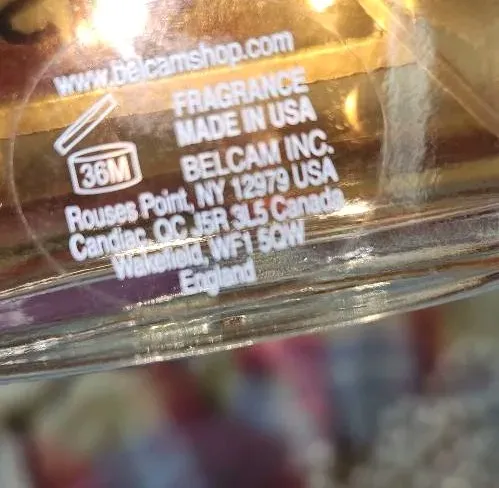 www.belcamshop.com
FRAGRANCE
MADE IN USA
36M
BELCAM INC.
Rouses Point, NY 12979 USA
Candiac, QC J5R 3L5 Canada
Wakefield, WF1 5QW
England